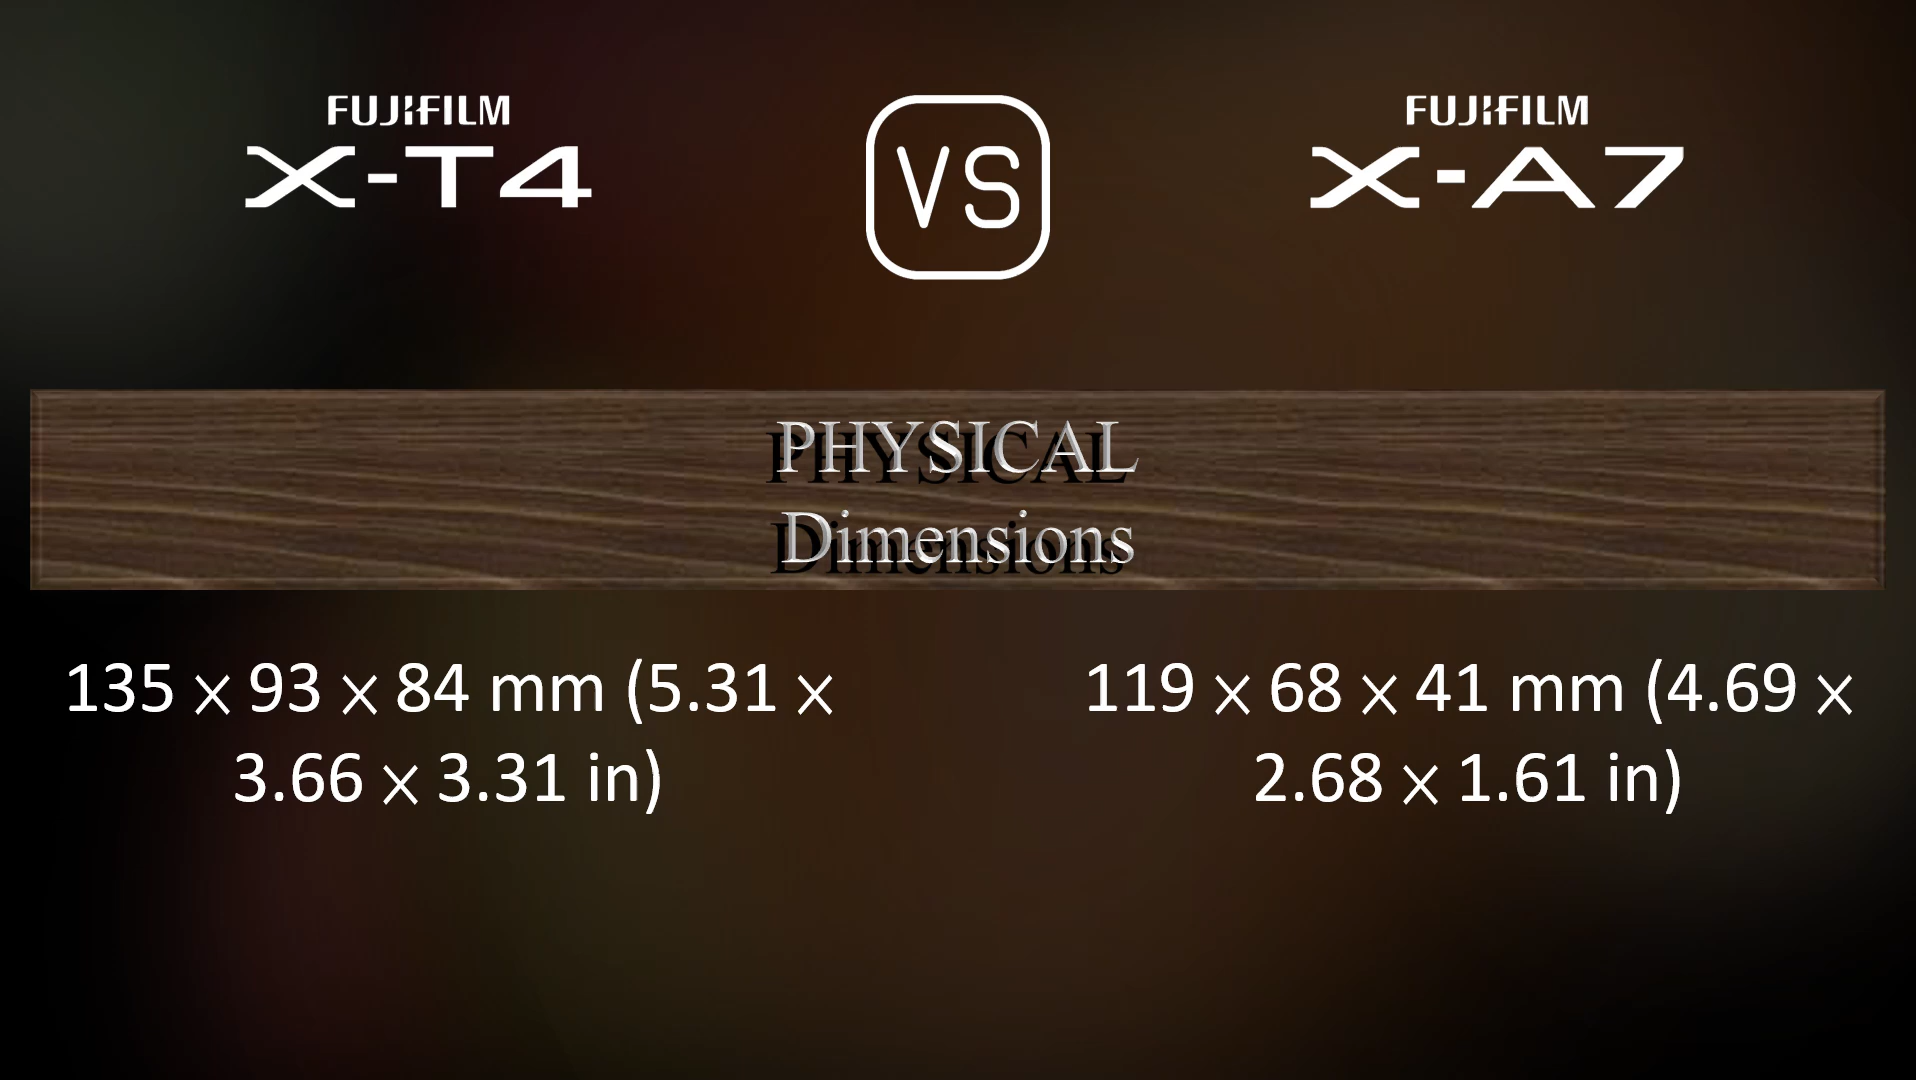 FUJIFILM
X-T4
VS
FUJIFILM
X-A7
PHYSICAL
Dimensions
135 x 93 x 84 mm (5.31 x
3.66 x 3.31 in)
119 x 68 x 41 mm (4.69 x
2.68 x 1.61 in)